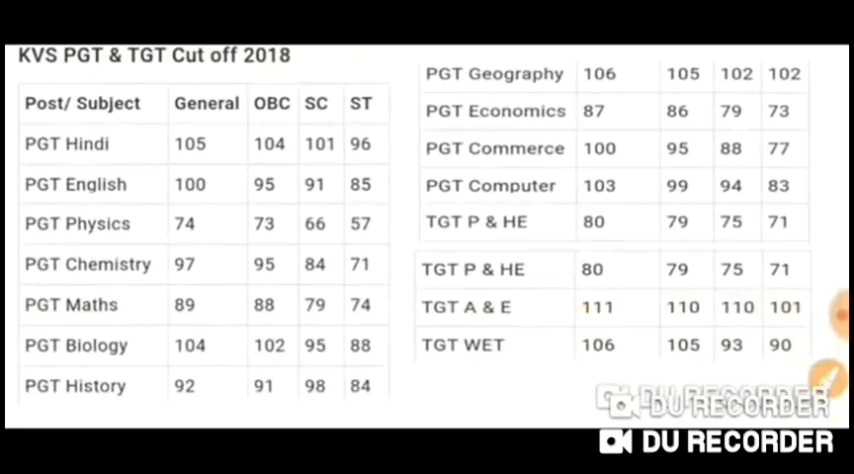 KVS PGT & TGT Cut off 2018
Post/ Subject General OBC SC ST
PGT Hindi 105 104 101 96
PGT English 100 95 91 85
PGT Physics 74 73 66 57
PGT Chemistry 97 95 84 71
PGT Maths 89 88 79 74
PGT Biology 104 102 95 88
PGT History 92 91 98 84
PGT Geography 106 105 102 102
PGT Economics 87 86 79 73
PGT Commerce 100 95 88 77
PGT Computer 103 99 94 83
TGT P & HE 80 79 75 71
TGT P & HE 80 79 75 71
TGT A & E 111 110 110 101
TGT WET 106 105 93 90
DU RECORDER
DU RECORDER
DU RECORDER